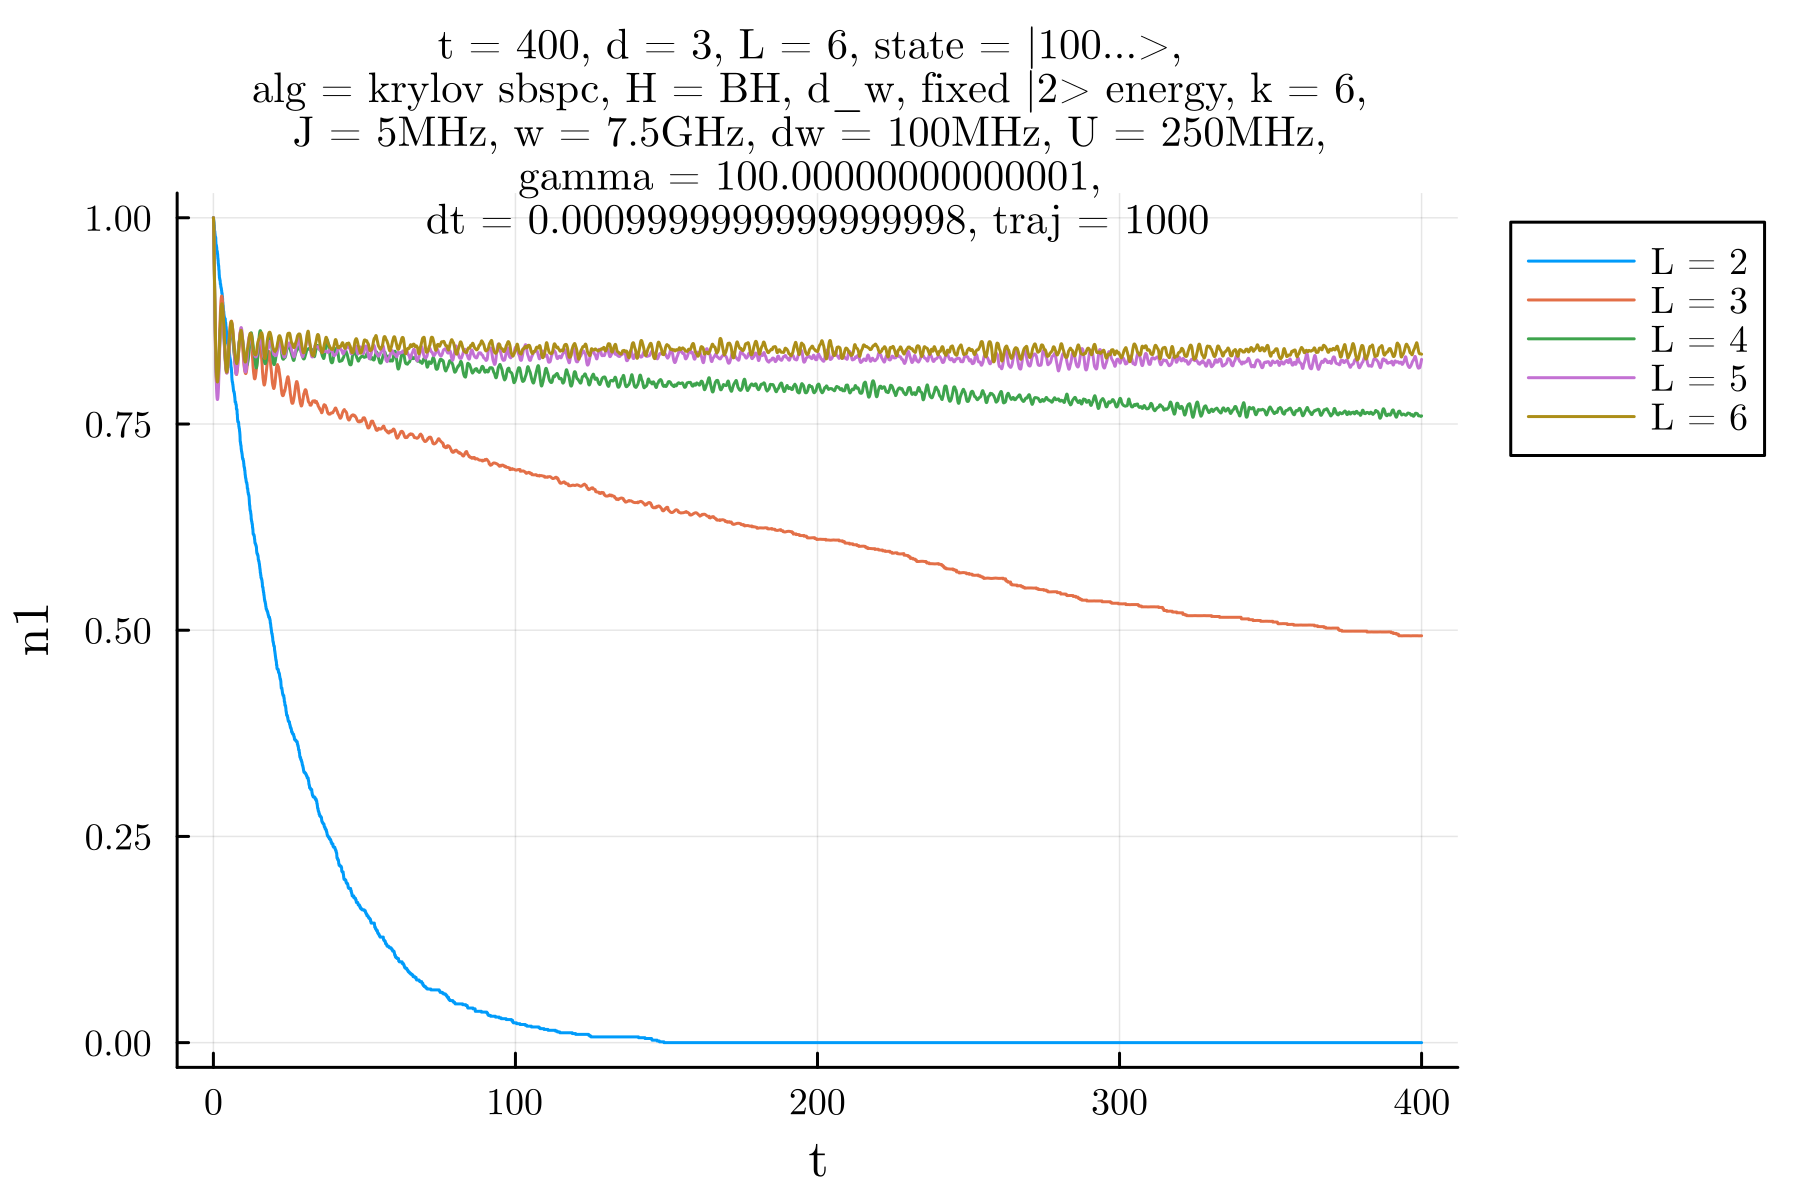 t = 400, d = 3, L = 6, state = |100...>,
alg = krylov sbspc, H = BH, d_w, fixed |2> energy, k = 6,
J = 5MHz, w = 7.5GHz, dw = 100MHz, U = 250MHz,
gamma = 100.00000000000001,
dt = 0.0009999999999999998, traj = 1000
1.00
0.75
0.50
0.25
0.00
n1
0 100 200 300 400
t
L = 2
L = 3
L = 4
L = 5
L = 6